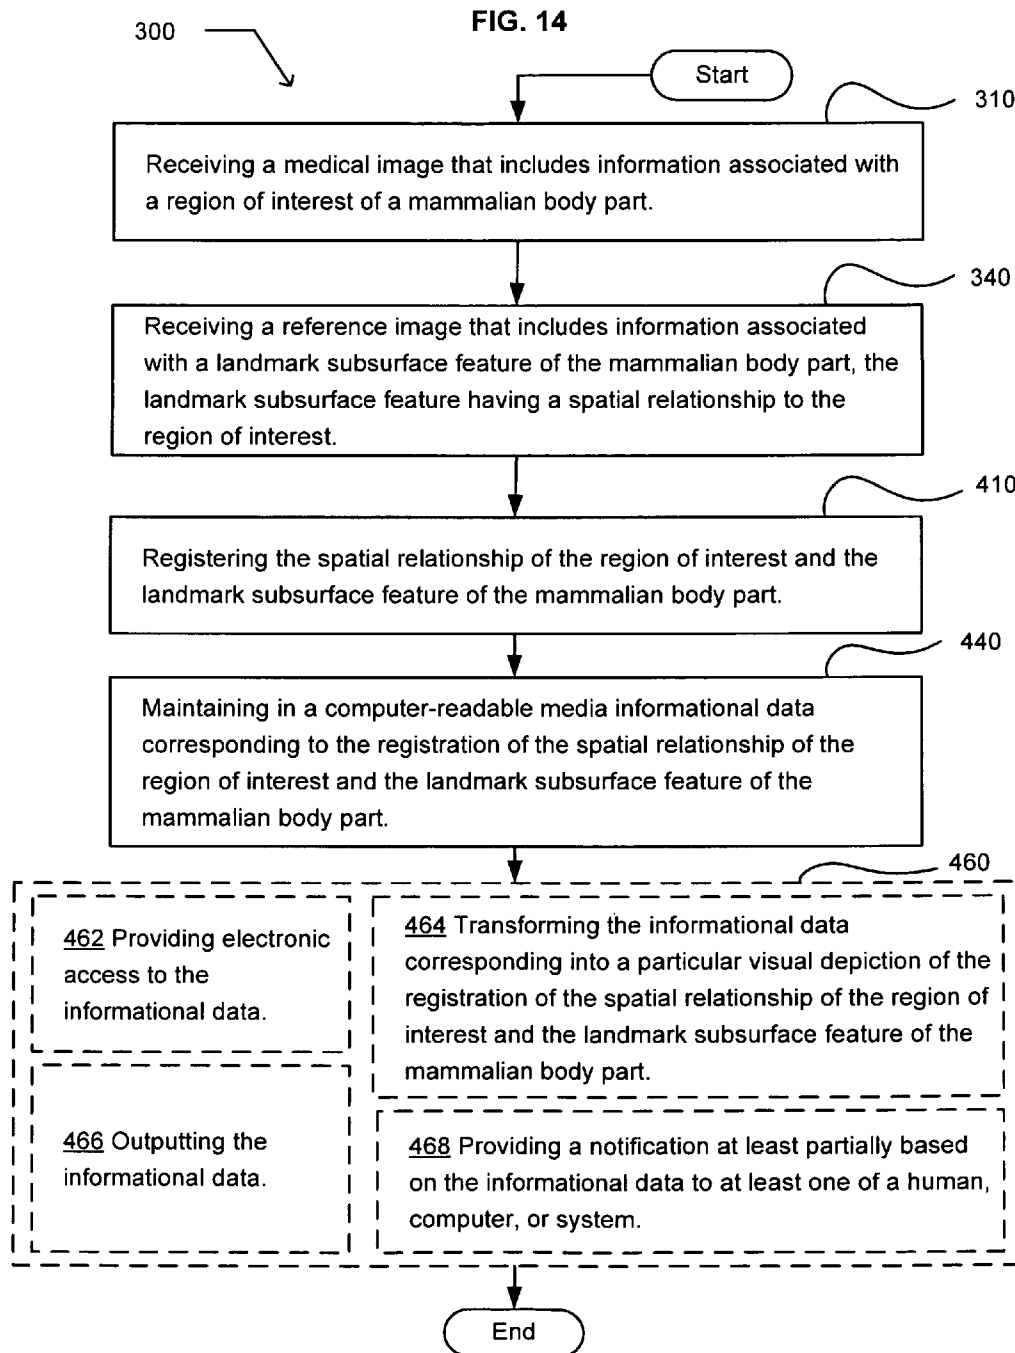 FIG. 14
300
Start
310
Receiving a medical image that includes information associated with
a region of interest of a mammalian body part.
340
Receiving a reference image that includes information associated
with a landmark subsurface feature of the mammalian body part, the
landmark subsurface feature having a spatial relationship to the
region of interest.
410
Registering the spatial relationship of the region of interest and the
landmark subsurface feature of the mammalian body part.
440
Maintaining in a computer-readable media informational data
corresponding to the registration of the spatial relationship of the
region of interest and the landmark subsurface feature of the
mammalian body part.
460
462 Providing electronic
access to the
informational data.
464 Transforming the informational data
corresponding into a particular visual depiction of the
registration of the spatial relationship of the region of
interest and the landmark subsurface feature of the
mammalian body part.
466 Outputting the
informational data.
468 Providing a notification at least partially based
on the informational data to at least one of a human,
computer, or system.
End